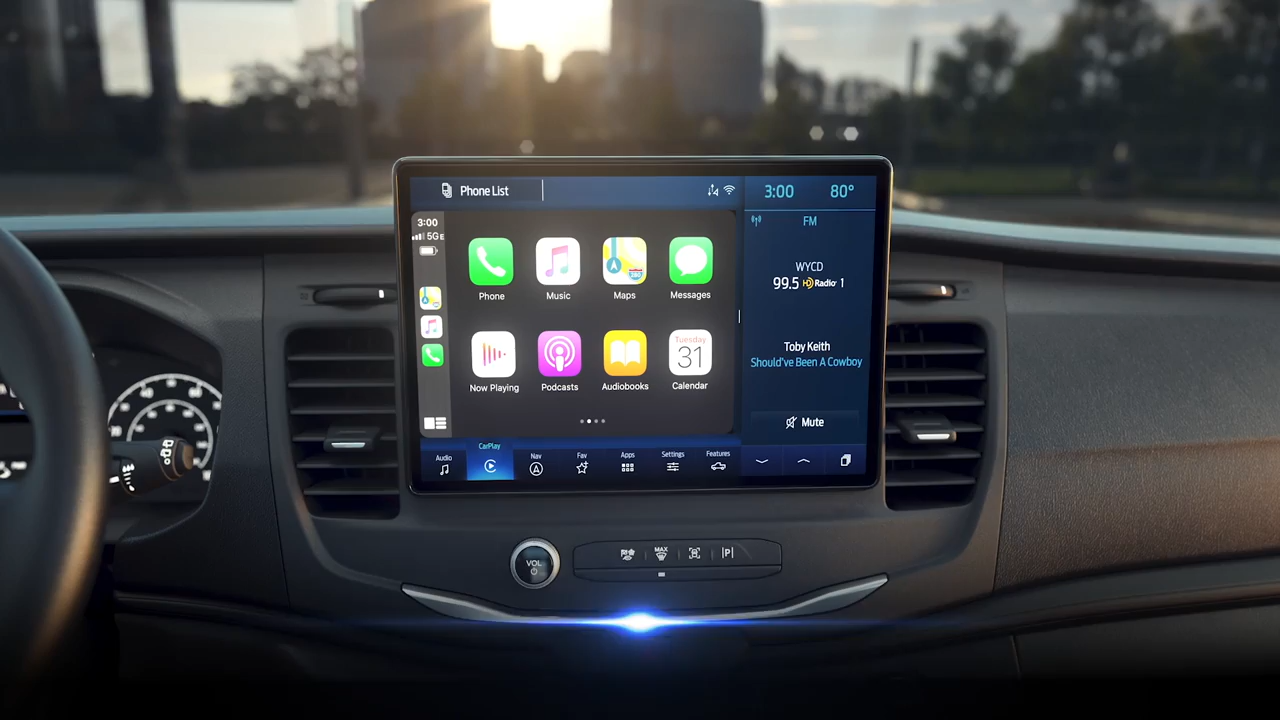 Phone List
3:00 80°
3:00
5GE
FM
Phone
Music
Maps
Messages
WYCD
99.5 HD Radio 1
Tuesday
31
Now Playing
Podcasts
Audiobooks
Calendar
Toby Keith
Should've Been A Cowboy
Mute
Audio
CarPlay
Nav
Fav
Apps
Settings
Features
VOL
MAX
P